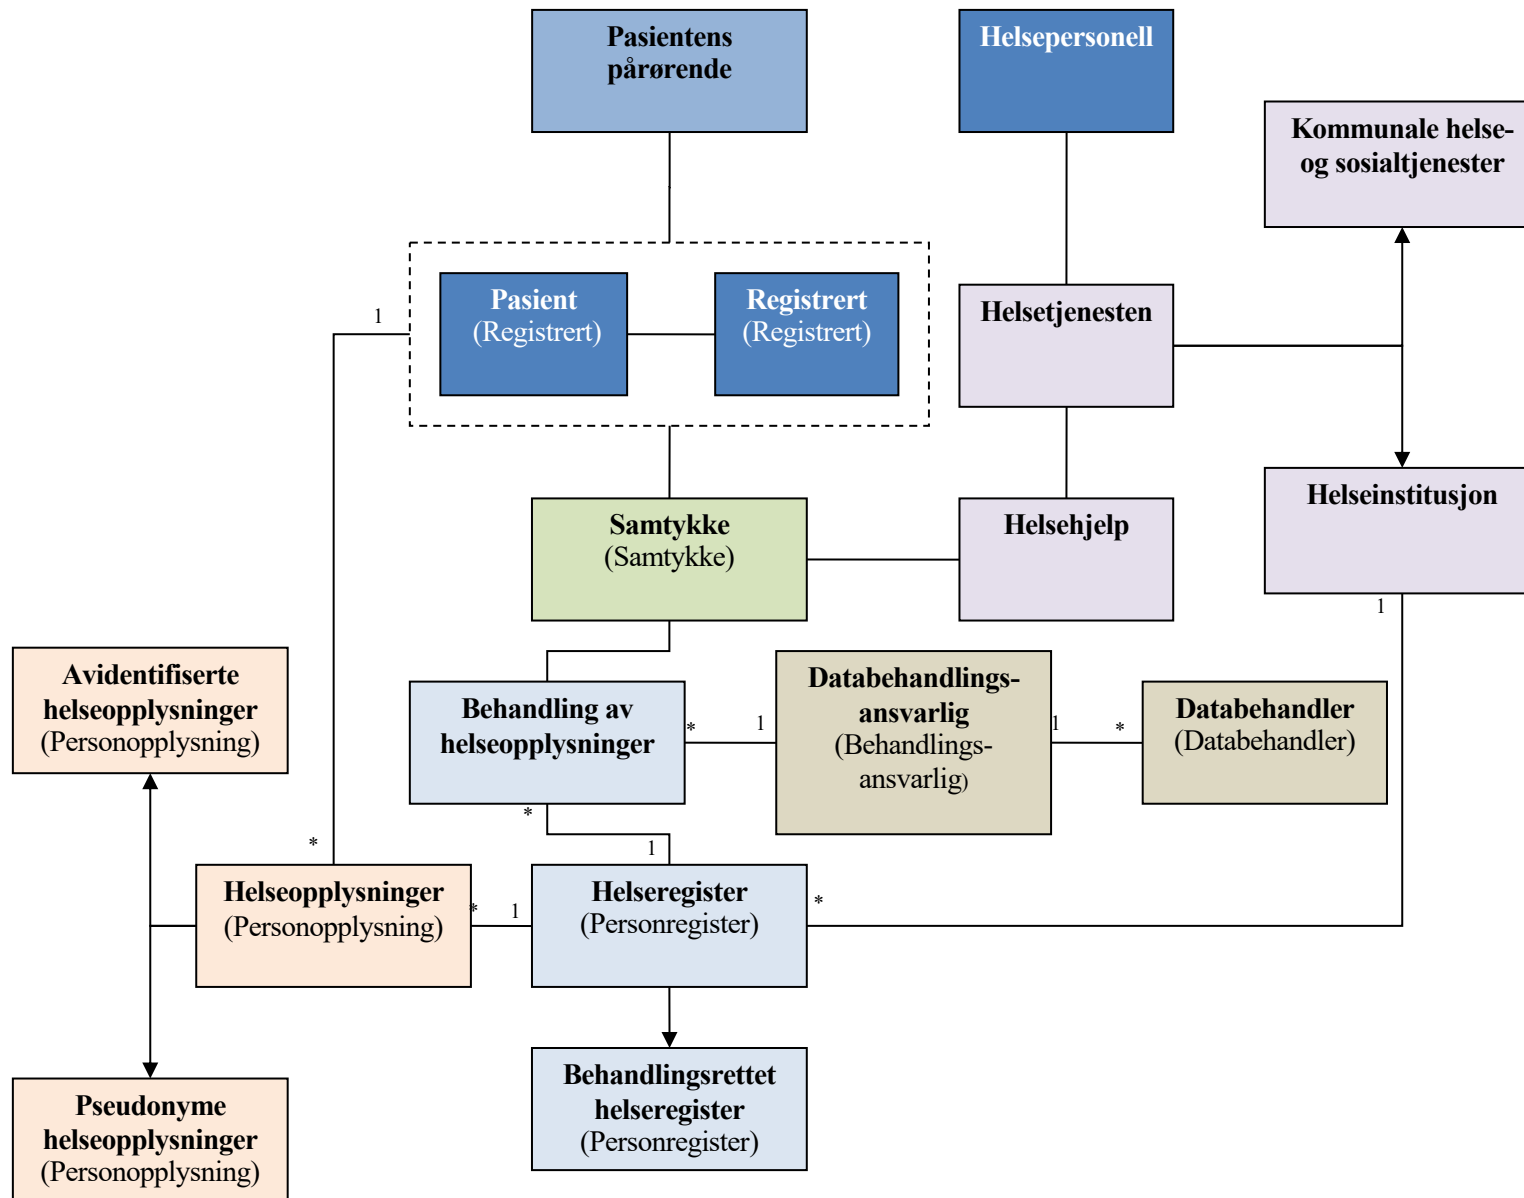 Pasientens
pårørende
Helsepersonell
Kommunale helse-
og sosialtjenester
Pasient
(Registrert)
Registrert
(Registrert)
Helsetjenesten
1
Samtykke
(Samtykke)
Helsehjelp
Helseinstitusjon
1
Avidentifiserte
helseopplysninger
(Personopplysning)
Behandling av
helseopplysninger
*
1
Databehandlings-
ansvarlig
(Behandlings-
ansvarlig)
1
*
Databehandler
(Databehandler)
*
1
*
Helseopplysninger
(Personopplysning)
*
1
Helseregister
(Personregister)
*
Behandlingsrettet
helseregister
(Personregister)
Pseudonyme
helseopplysninger
(Personopplysning)